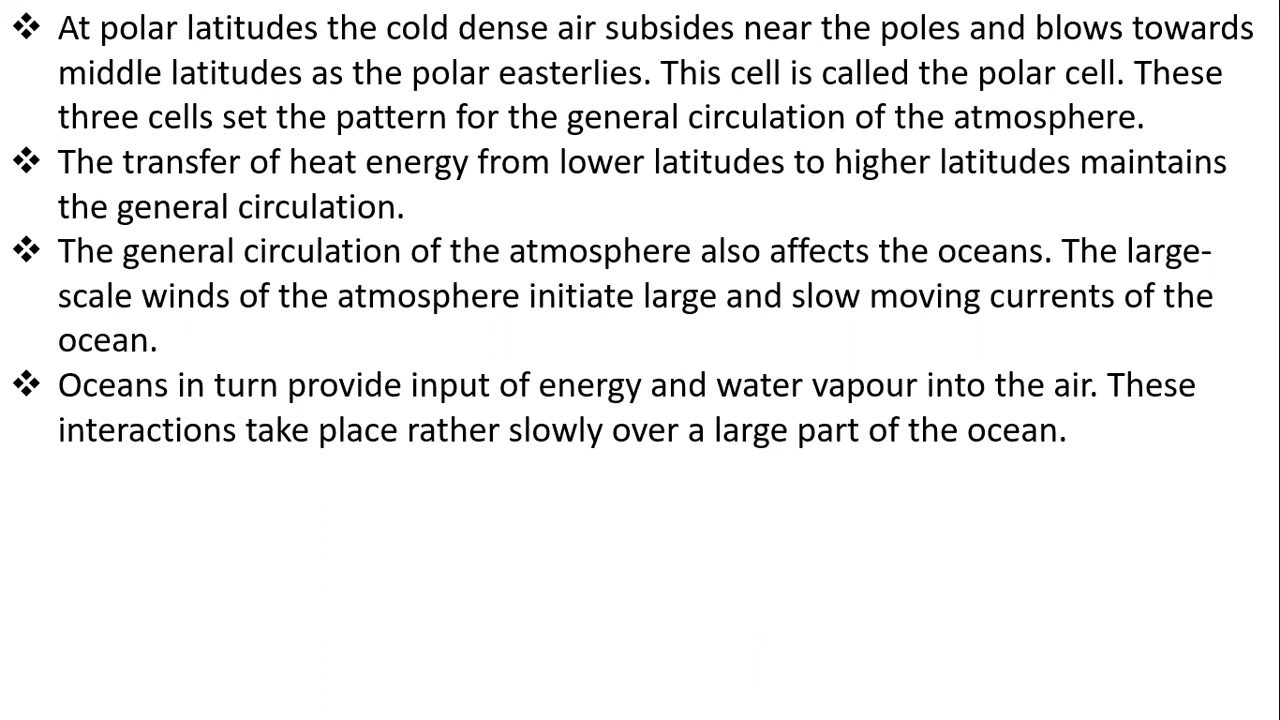 ❖ At polar latitudes the cold dense air subsides near the poles and blows towards
middle latitudes as the polar easterlies. This cell is called the polar cell. These
three cells set the pattern for the general circulation of the atmosphere.
❖ The transfer of heat energy from lower latitudes to higher latitudes maintains
the general circulation.
❖ The general circulation of the atmosphere also affects the oceans. The large-
scale winds of the atmosphere initiate large and slow moving currents of the
ocean.
❖ Oceans in turn provide input of energy and water vapour into the air. These
interactions take place rather slowly over a large part of the ocean.